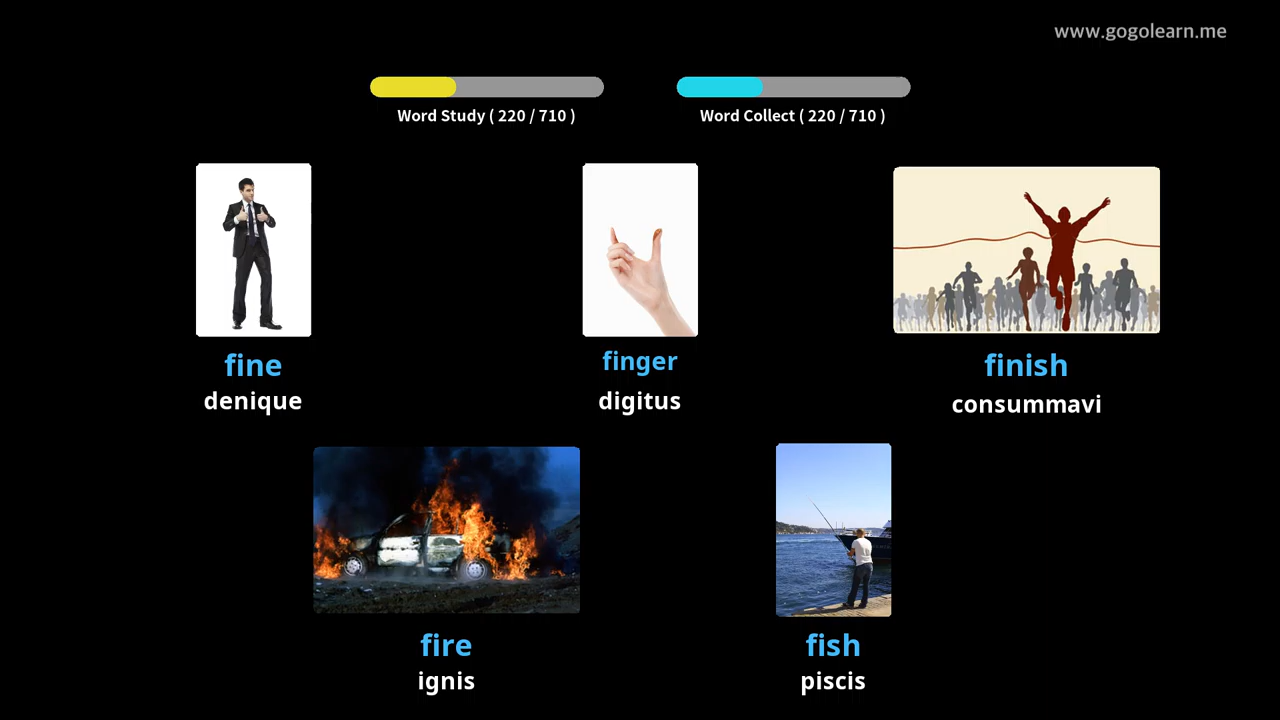 www.gogolearn.me
Word Study ( 220 / 710 )
Word Collect ( 220 / 710 )
fine
denique
finger
digitus
finish
consummavi
fire
ignis
fish
piscis